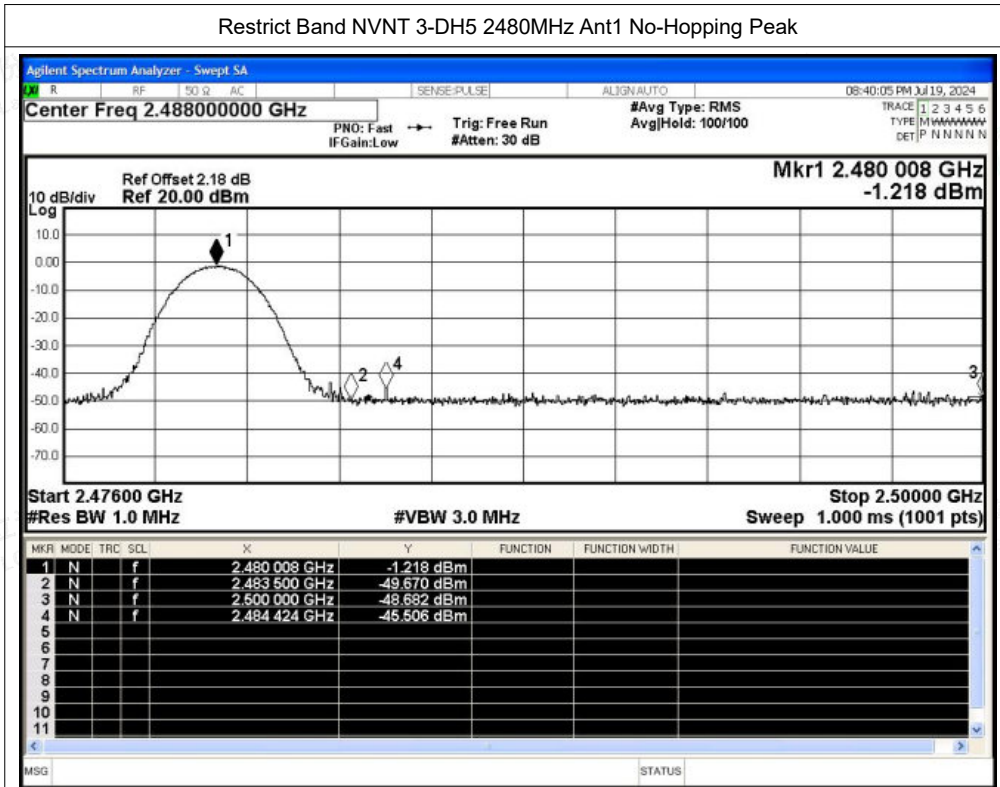 Restrict Band NVNT 3-DH5 2480MHz Ant1 No-Hopping Peak
Agilent Spectrum Analyzer - Swept SA
R RF 50 Ω AC SENSE:PULSE ALIGN AUTO 08:40:05 PM Jul 19, 2024
Center Freq 2.488000000 GHz #Avg Type: RMS TRACE 1 2 3 4 5 6
PNO: Fast Trig: Free Run Avg|Hold: 100/100 TYPE M WWWWW
IFGain:Low #Atten: 30 dB DET P N N N N N
Mkr1 2.480 008 GHz
Ref Offset 2.18 dB
10 dB/div Ref 20.00 dBm -1.218 dBm
Log
10.0
1
0.00
-10.0
-20.0
-30.0
-40.0 2 4 3
-50.0
-60.0
-70.0
Start 2.47600 GHz Stop 2.50000 GHz
#Res BW 1.0 MHz #VBW 3.0 MHz Sweep 1.000 ms (1001 pts)
MKR MODE TRC SCL X Y FUNCTION FUNCTION WIDTH FUNCTION VALUE
1 N f 2.480 008 GHz -1.218 dBm
2 N f 2.483 500 GHz -49.670 dBm
3 N f 2.500 000 GHz -48.682 dBm
4 N f 2.484 424 GHz -45.506 dBm
5
6
7
8
9
10
11
MSG STATUS